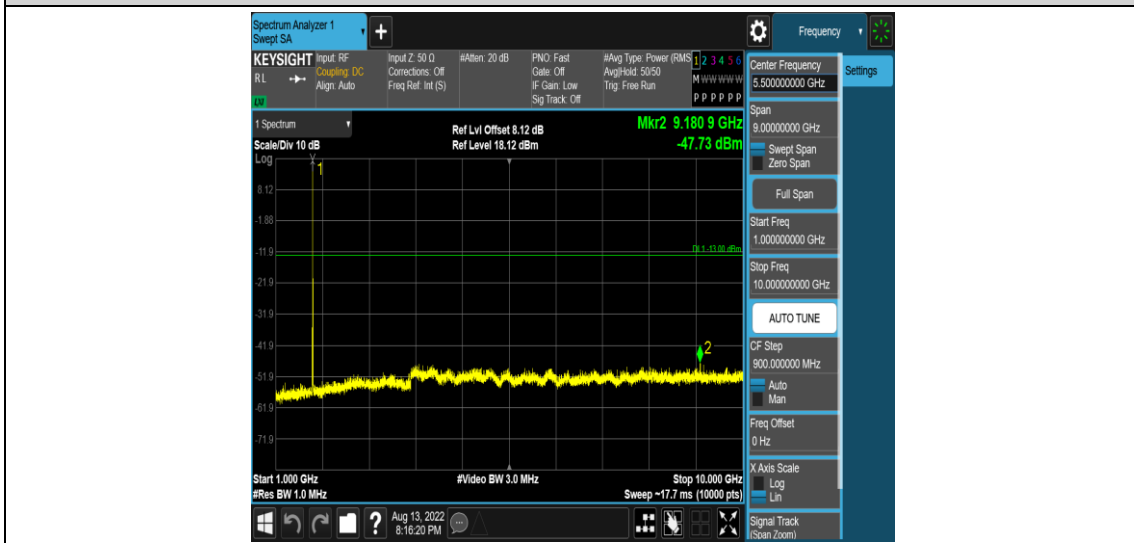 Spectrum Analyzer 1
Swept SA
+
Frequency
KEYSIGHT
RL
LXI
Input: RF
Coupling: DC
Align: Auto
Input Z: 50 Ω
Corrections: Off
Freq Ref: Int (S)
#Atten: 20 dB
PNO: Fast
Gate: Off
IF Gain: Low
Sig Track: Off
#Avg Type: Power (RMS
Avg|Hold: 50/50
Trig: Free Run
1 2 3 4 5 6
M W W W W W
P P P P P P
Center Frequency
5.500000000 GHz
Settings
Span
9.00000000 GHz
Swept Span
Zero Span
Full Span
Start Freq
1.000000000 GHz
Stop Freq
10.000000000 GHz
AUTO TUNE
CF Step
900.000000 MHz
Auto
Man
Freq Offset
0 Hz
X Axis Scale
Log
Lin
Signal Track
(Span Zoom)
1 Spectrum
Scale/Div 10 dB
Log
Ref Lvl Offset 8.12 dB
Ref Level 18.12 dBm
Mkr2 9.180 9 GHz
-47.73 dBm
1
8.12
-1.88
-11.9
DL1 -13.00 dBm
-21.9
-31.9
-41.9
2
-51.9
-61.9
-71.9
Start 1.000 GHz
#Res BW 1.0 MHz
#Video BW 3.0 MHz
Stop 10.000 GHz
Sweep ~17.7 ms (10000 pts)
?
Aug 13, 2022
8:16:20 PM